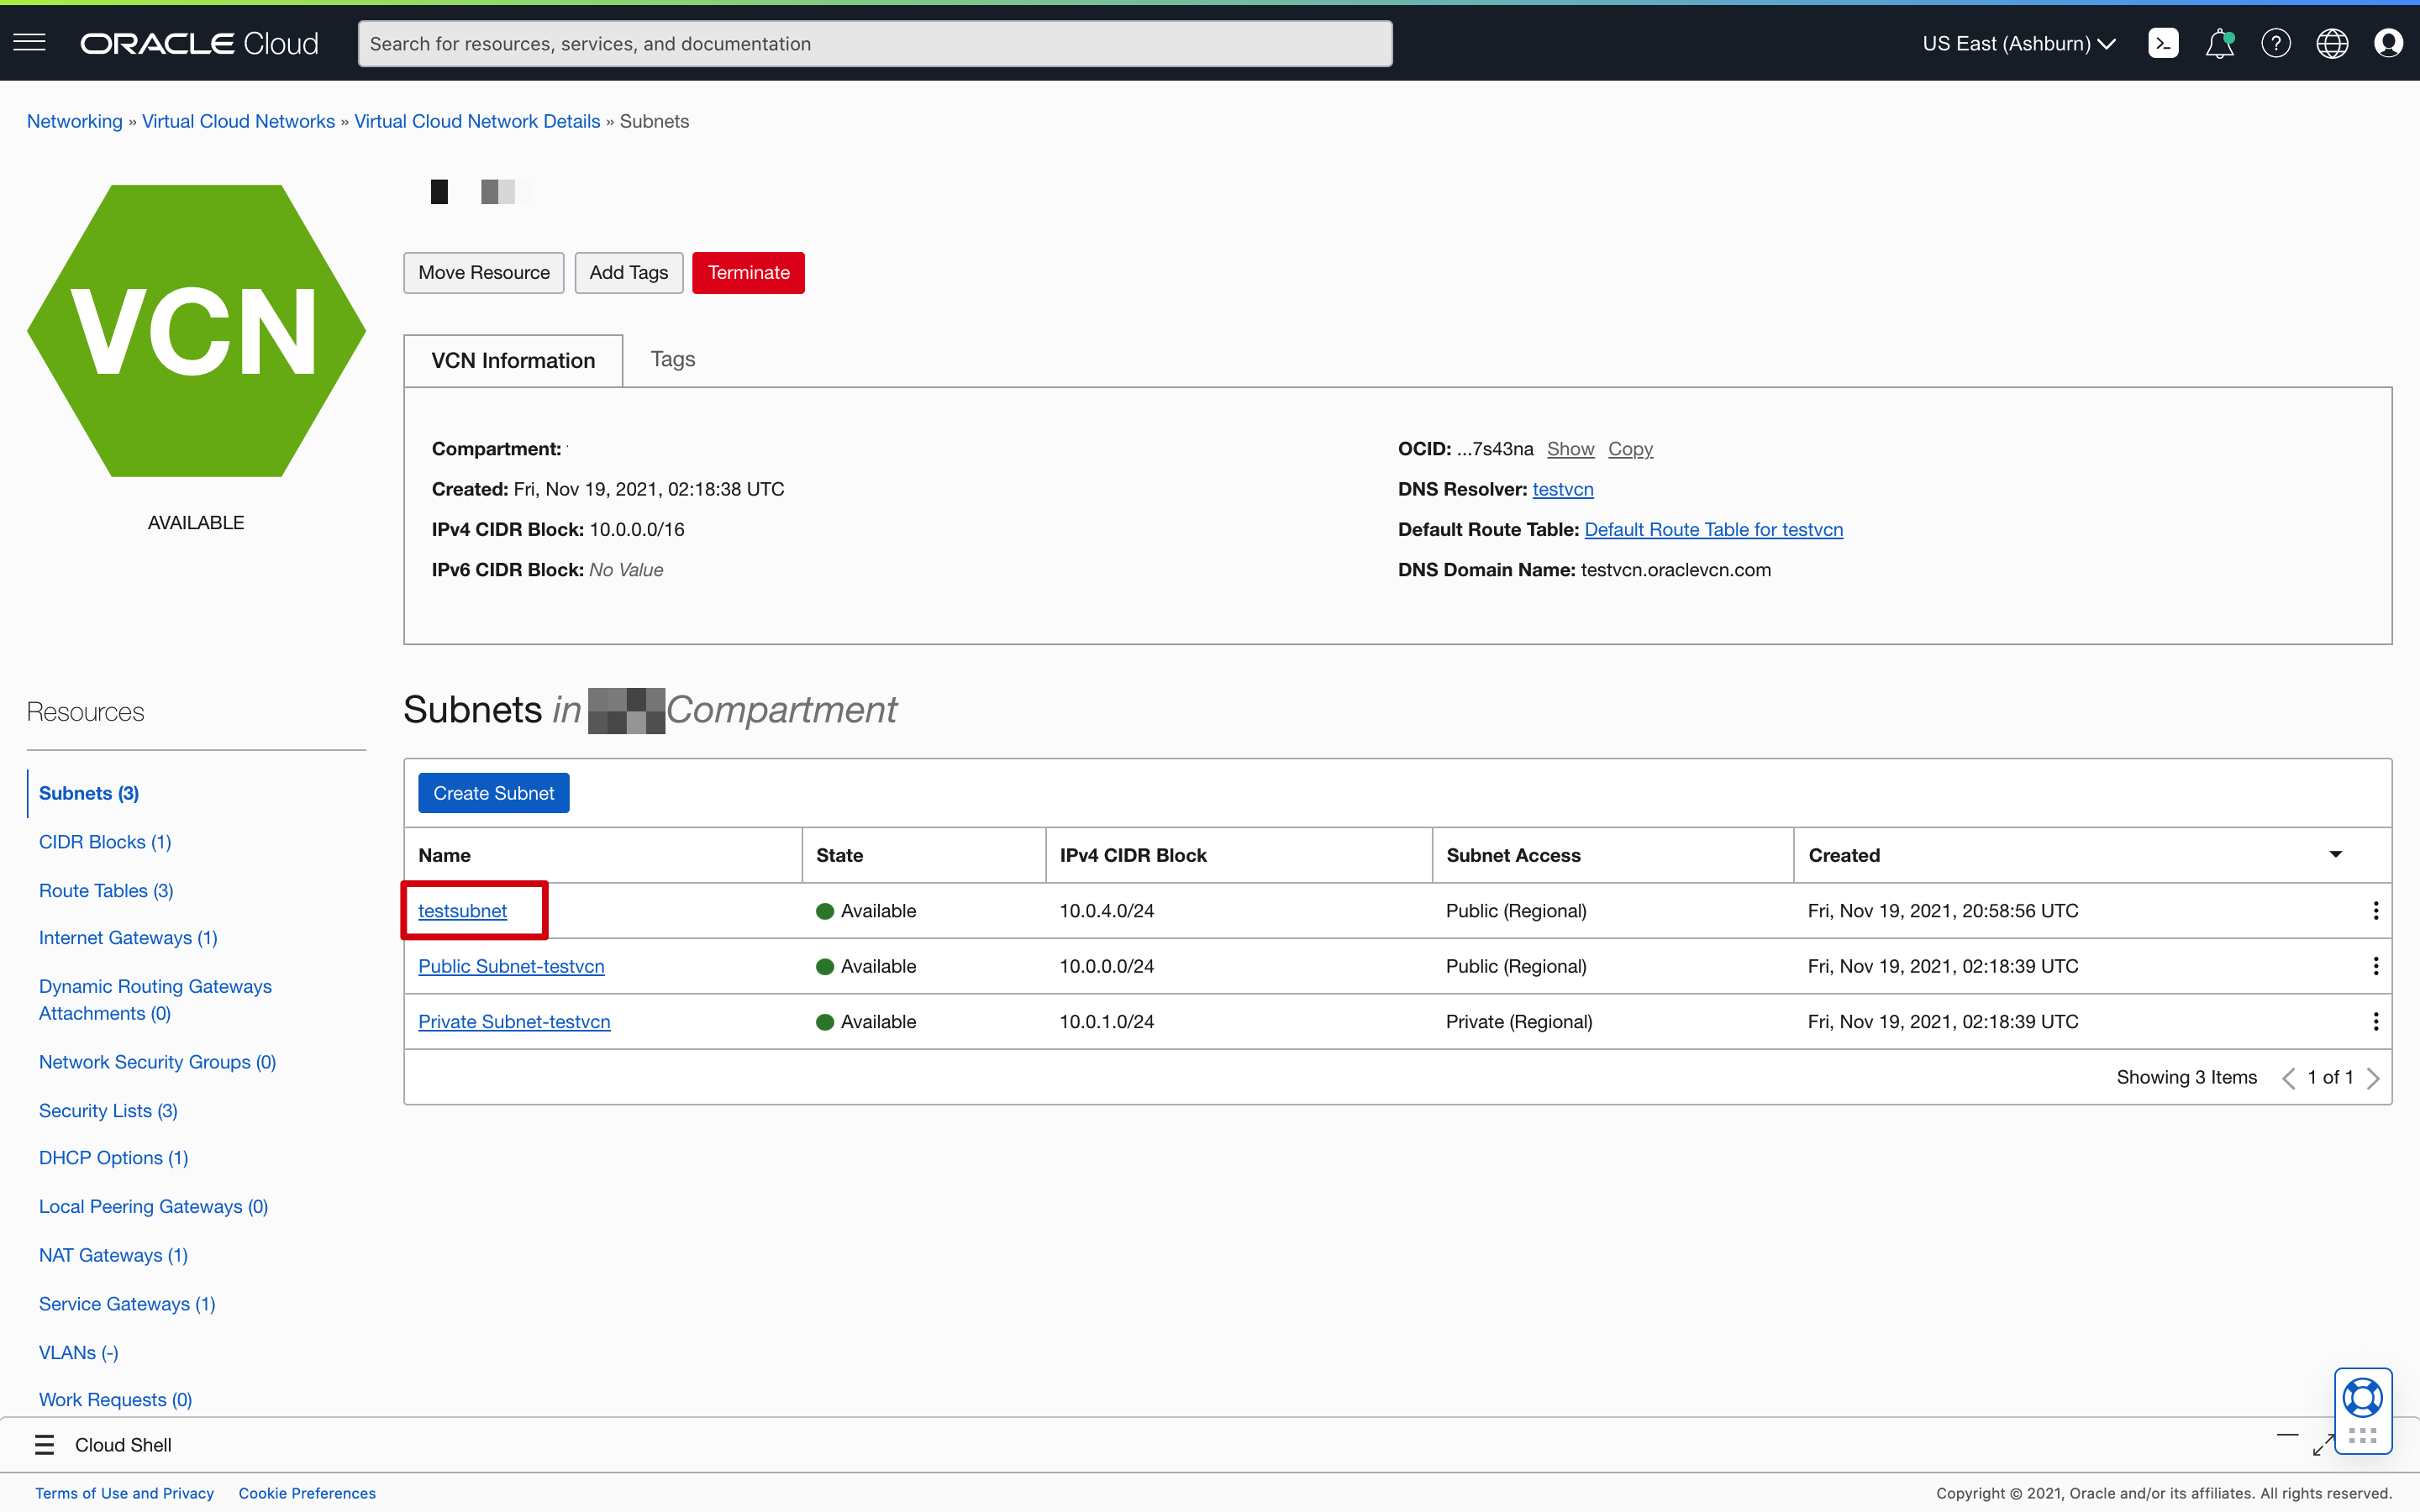 ORACLE Cloud
Search for resources, services, and documentation
US East (Ashburn)
Networking » Virtual Cloud Networks » Virtual Cloud Network Details » Subnets
VCN
AVAILABLE
Move Resource
Add Tags
Terminate
VCN Information
Tags
Compartment:
Created: Fri, Nov 19, 2021, 02:18:38 UTC
IPv4 CIDR Block: 10.0.0.0/16
IPv6 CIDR Block: No Value
OCID: ...7s43na Show Copy
DNS Resolver: testvcn
Default Route Table: Default Route Table for testvcn
DNS Domain Name: testvcn.oraclevcn.com
Resources
Subnets (3)
CIDR Blocks (1)
Route Tables (3)
Internet Gateways (1)
Dynamic Routing Gateways
Attachments (0)
Network Security Groups (0)
Security Lists (3)
DHCP Options (1)
Local Peering Gateways (0)
NAT Gateways (1)
Service Gateways (1)
VLANs (-)
Work Requests (0)
Subnets in Compartment
Create Subnet
Name State IPv4 CIDR Block Subnet Access Created
testsubnet Available 10.0.4.0/24 Public (Regional) Fri, Nov 19, 2021, 20:58:56 UTC
Public Subnet-testvcn Available 10.0.0.0/24 Public (Regional) Fri, Nov 19, 2021, 02:18:39 UTC
Private Subnet-testvcn Available 10.0.1.0/24 Private (Regional) Fri, Nov 19, 2021, 02:18:39 UTC
Showing 3 Items 1 of 1
Cloud Shell
Terms of Use and Privacy Cookie Preferences
Copyright © 2021, Oracle and/or its affiliates. All rights reserved.